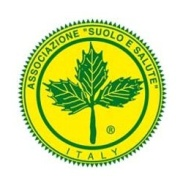 ASSOCIAZIONE "SUOLO E SALUTE"
®
ITALY